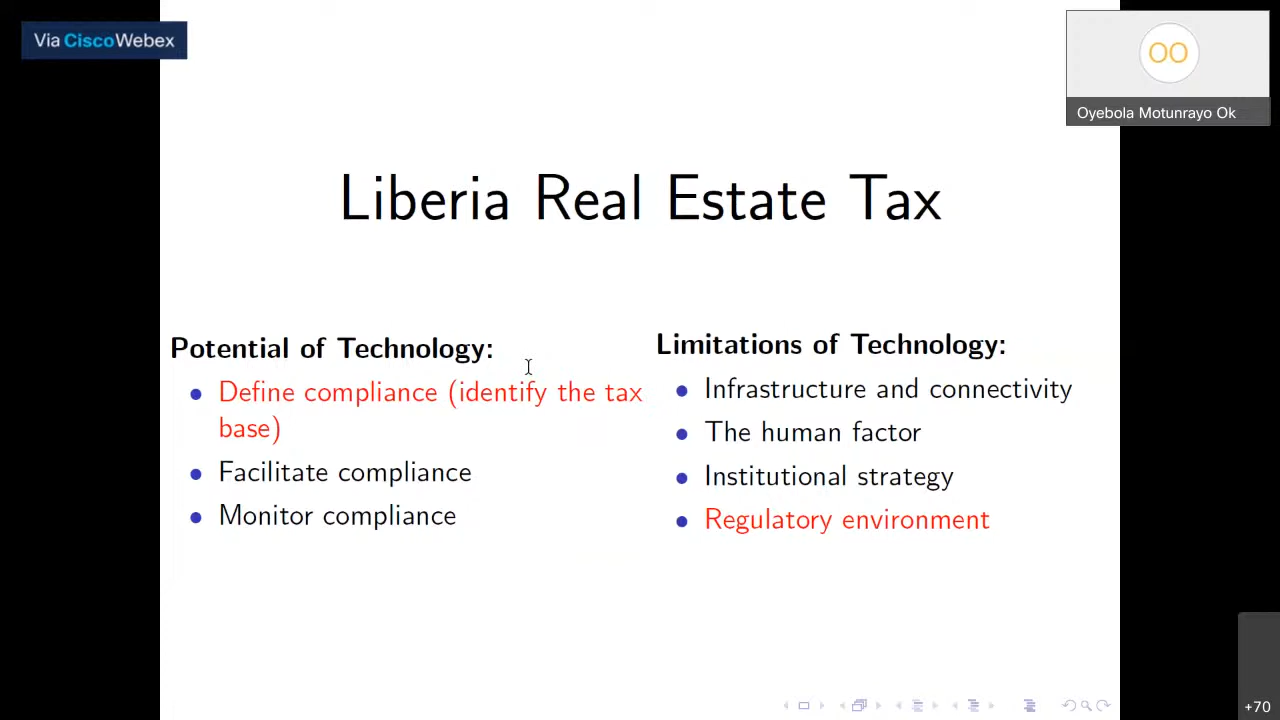 Via CiscoWebex
OO
Oyebola Motunrayo Ok
Liberia Real Estate Tax
Potential of Technology:
Define compliance (identify the tax
base)
Facilitate compliance
Monitor compliance
Limitations of Technology:
Infrastructure and connectivity
The human factor
Institutional strategy
Regulatory environment
+70